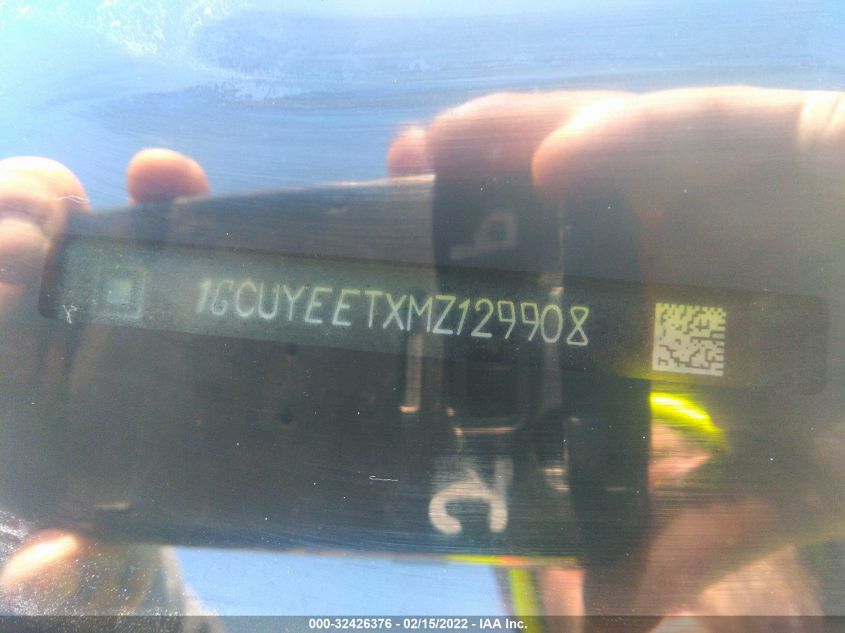 1GCUYEETXMZ129908
000-32426376 - 02/15/2022 - IAA Inc.